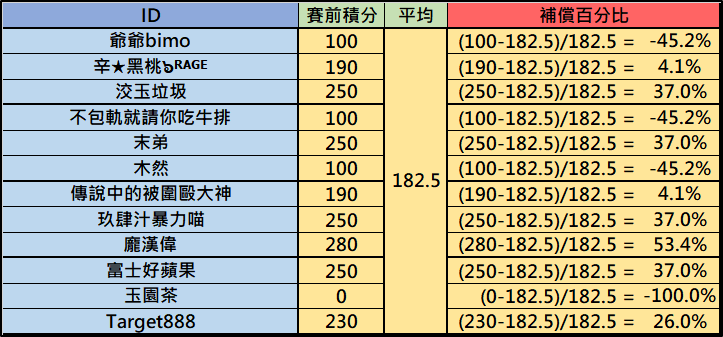 ID 賽前積分 平均 補償百分比
爺爺bimo 100 (100-182.5)/182.5 = -45.2%
辛★黑桃๖ᴿᴬᴳᴱ 190 (190-182.5)/182.5 = 4.1%
洨玉垃圾 250 (250-182.5)/182.5 = 37.0%
不包軌就請你吃牛排 100 (100-182.5)/182.5 = -45.2%
末弟 250 (250-182.5)/182.5 = 37.0%
木然 100 (100-182.5)/182.5 = -45.2%
182.5
傳說中的被圍毆大神 190 (190-182.5)/182.5 = 4.1%
玖肆汁暴力喵 250 (250-182.5)/182.5 = 37.0%
龐漢偉 280 (280-182.5)/182.5 = 53.4%
富士好蘋果 250 (250-182.5)/182.5 = 37.0%
玉園茶 0 (0-182.5)/182.5 = -100.0%
Target888 230 (230-182.5)/182.5 = 26.0%